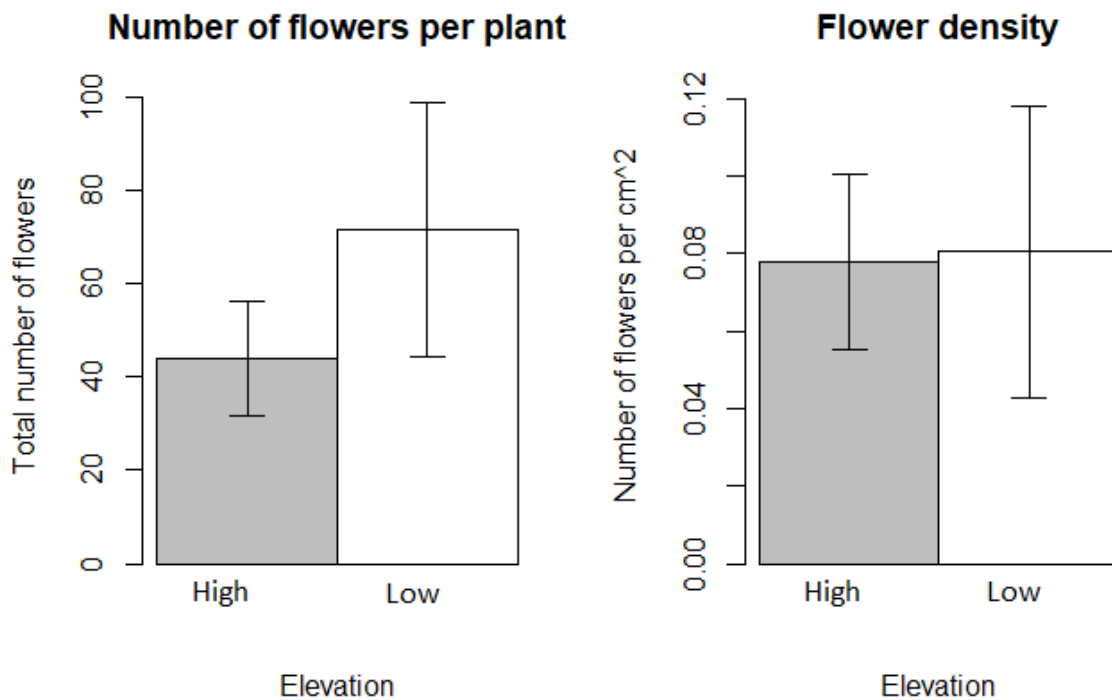 Number of flowers per plant
Total number of flowers
100
80
60
40
20
0
High
Low
Elevation
Flower density
Number of flowers per cm^2
0.12
0.08
0.04
0.00
High
Low
Elevation